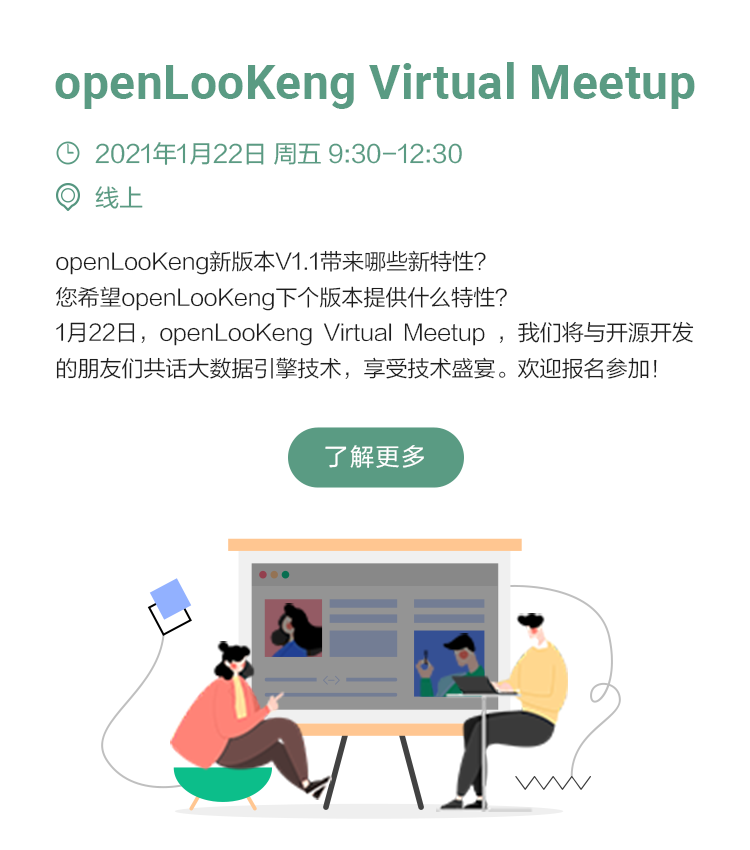 openLooKeng Virtual Meetup
2021年1月22日 周五 9:30-12:30
线上
openLooKeng新版本V1.1带来哪些新特性？
您希望openLooKeng下个版本提供什么特性？
1月22日，openLooKeng Virtual Meetup ，我们将与开源开发
的朋友们共话大数据引擎技术，享受技术盛宴。欢迎报名参加！
了解更多